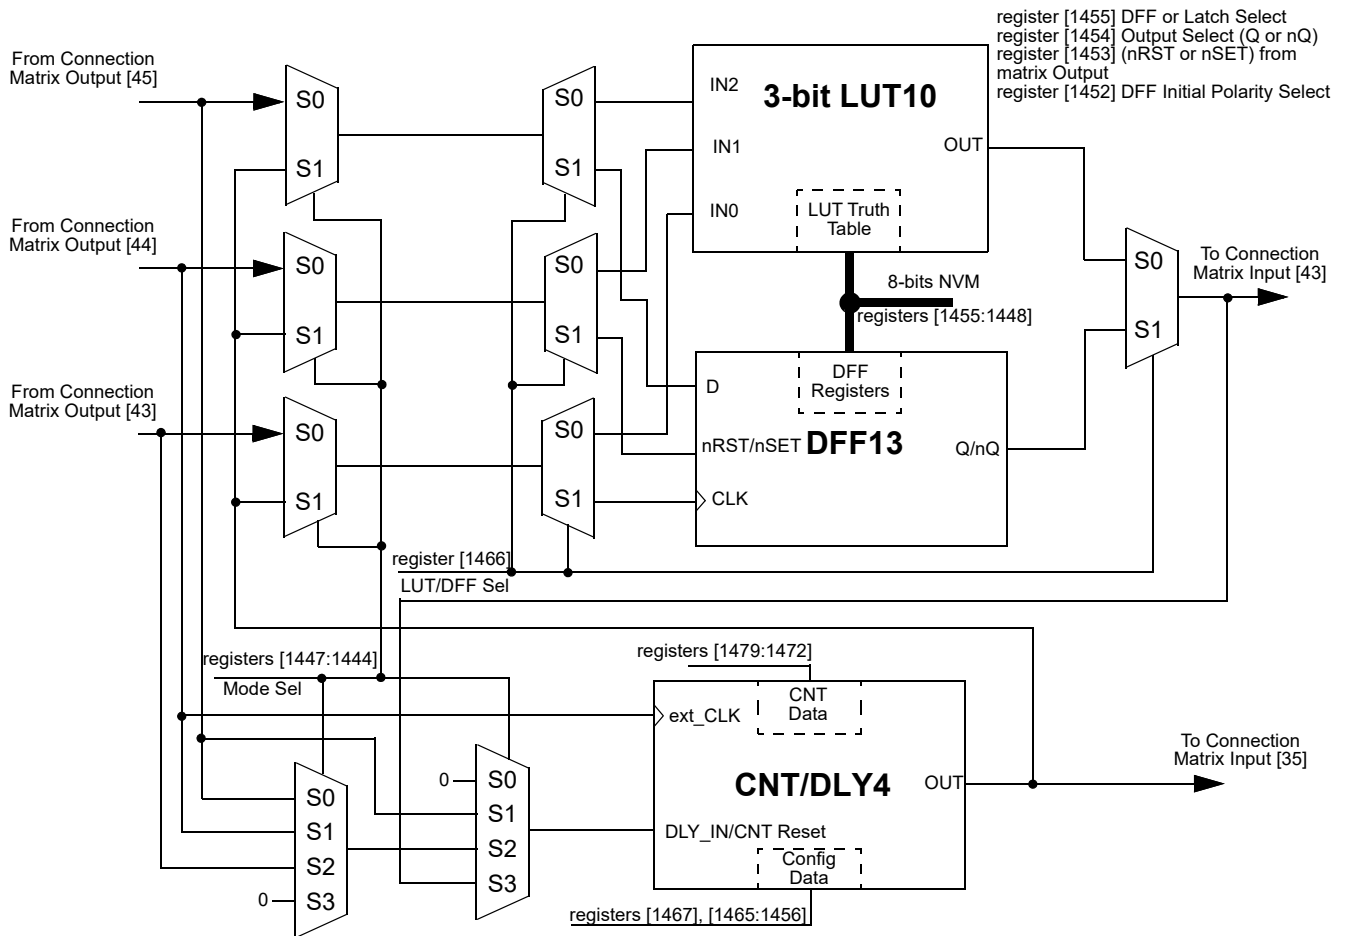 register [1455] DFF or Latch Select
register [1454] Output Select (Q or nQ)
register [1453] (nRST or nSET) from
matrix Output
register [1452] DFF Initial Polarity Select
From Connection
Matrix Output [45]
S0
S1
S0
S1
IN2
3-bit LUT10
IN1
OUT
IN0
LUT Truth
Table
From Connection
Matrix Output [44]
S0
S1
S0
S1
8-bits NVM
registers [1455:1448]
S0
S1
To Connection
Matrix Input [43]
From Connection
Matrix Output [43]
S0
S1
S0
S1
DFF
Registers
D
nRST/nSET
DFF13
Q/nQ
CLK
register [1466]
LUT/DFF Sel
registers [1447:1444]
Mode Sel
registers [1479:1472]
CNT
Data
ext_CLK
CNT/DLY4
OUT
To Connection
Matrix Input [35]
DLY_IN/CNT Reset
Config
Data
0
S0
S1
S2
S3
S0
S1
S2
0
S3
registers [1467], [1465:1456]